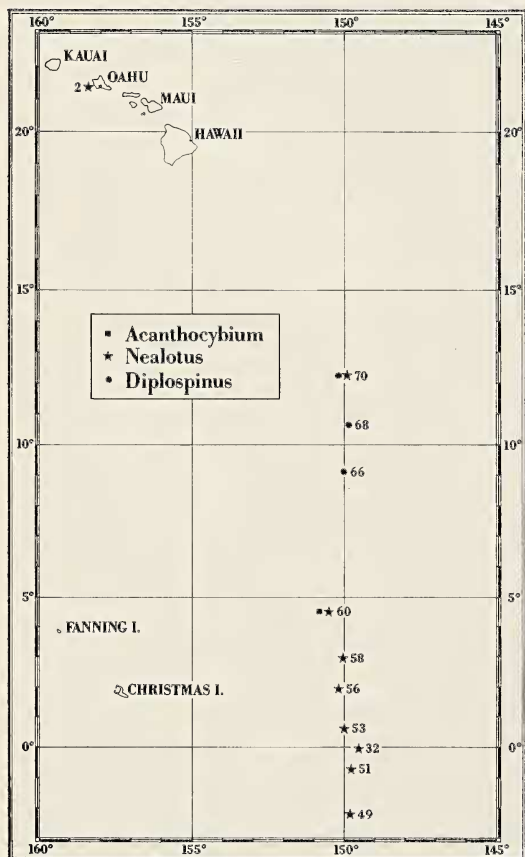 160° 155° 150° 145°
KAUAI
OAHU
2
MAUI
HAWAII
20° 20°
15° 15°
Acanthocybium
Nealotus
Diplospinus
70
68
10° 10°
66
5° 5°
60
FANNING I.
58
CHRISTMAS I.
56
53
0° 32 0°
51
49
160° 155° 150° 145°